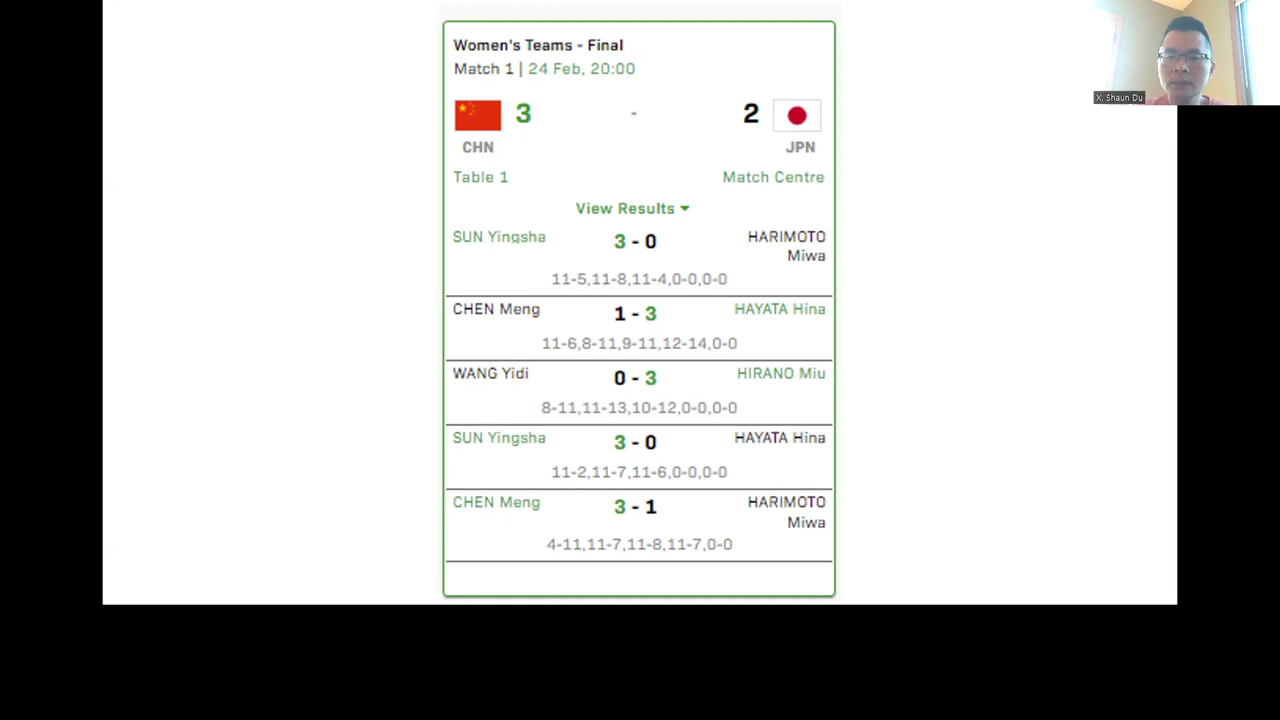 Women's Teams - Final
Match 1 | 24 Feb, 20:00
3 - 2
CHN JPN
Table 1 Match Centre
View Results
SUN Yingsha 3 - 0 HARIMOTO
Miwa
11-5,11-8,11-4,0-0,0-0
CHEN Meng 1 - 3 HAYATA Hina
11-6,8-11,9-11,12-14,0-0
WANG Yidi 0 - 3 HIRANO Miu
8-11,11-13,10-12,0-0,0-0
SUN Yingsha 3 - 0 HAYATA Hina
11-2,11-7,11-6,0-0,0-0
CHEN Meng 3 - 1 HARIMOTO
Miwa
4-11,11-7,11-8,11-7,0-0
X. Shaun Du